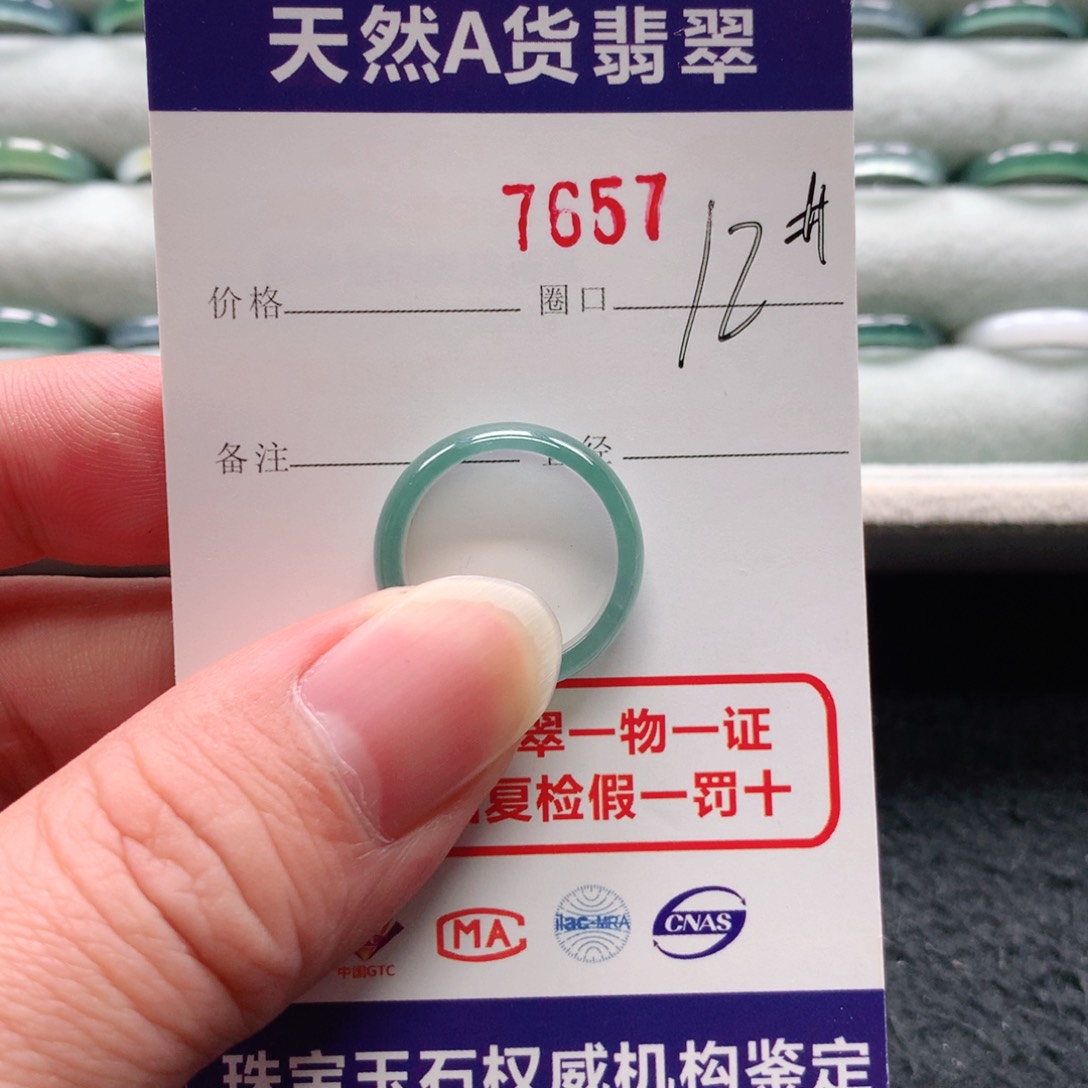 天然A货翡翠
7657
价格 圈口 12#
备注 径
翠一物一证
复检假一罚十
中国GTC MA ilac-MRA CNAS
珠宝玉石权威机构鉴定